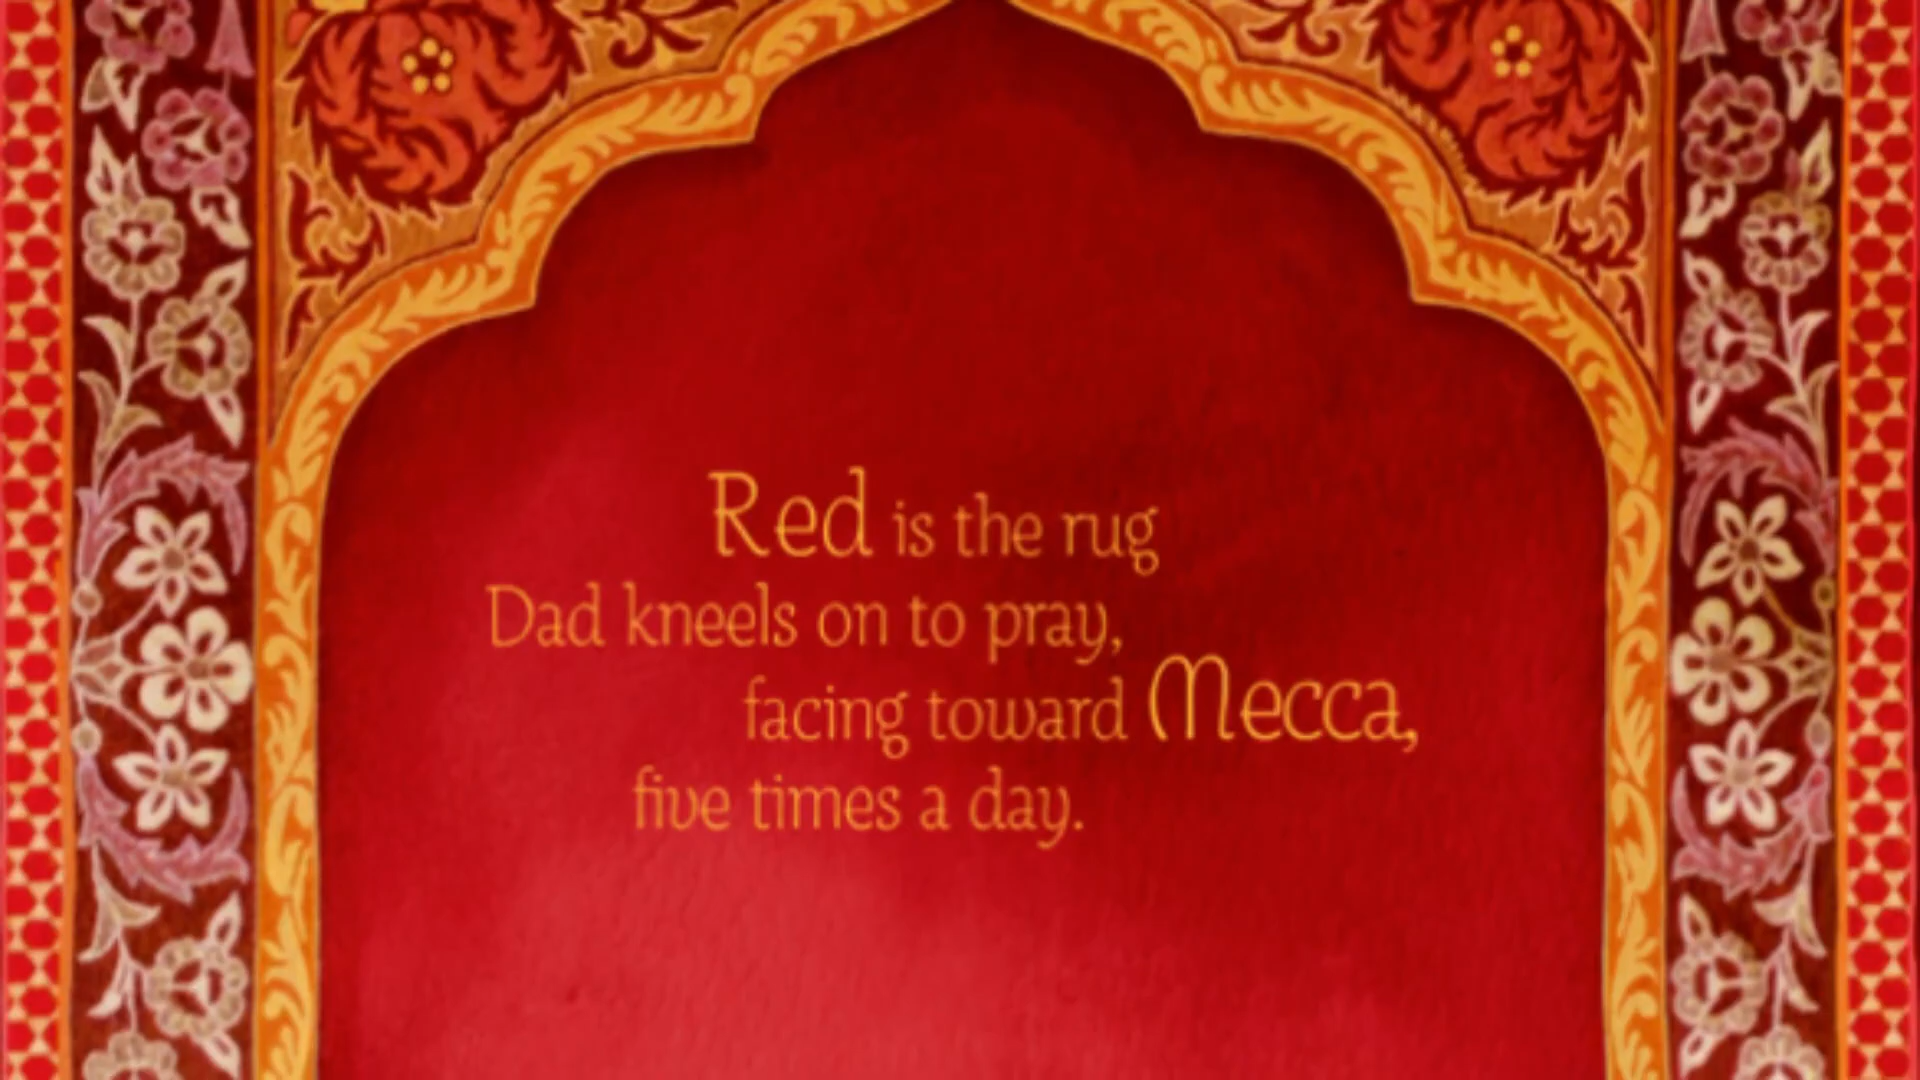 Red is the rug
Dad kneels on to pray,
facing toward Mecca,
five times a day.